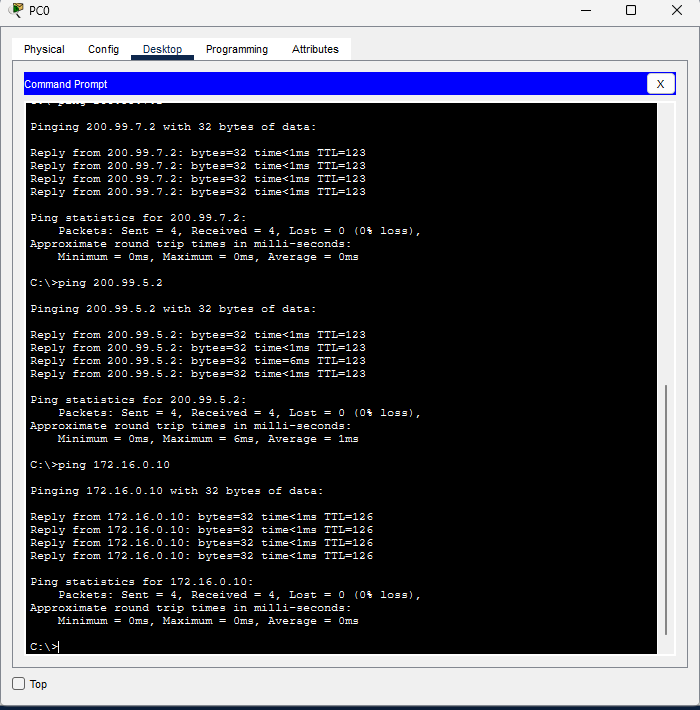 PC0
Physical Config Desktop Programming Attributes
Command Prompt X
Pinging 200.99.7.2 with 32 bytes of data:
Reply from 200.99.7.2: bytes=32 time<1ms TTL=123
Reply from 200.99.7.2: bytes=32 time<1ms TTL=123
Reply from 200.99.7.2: bytes=32 time<1ms TTL=123
Reply from 200.99.7.2: bytes=32 time<1ms TTL=123
Ping statistics for 200.99.7.2:
Packets: Sent = 4, Received = 4, Lost = 0 (0% loss),
Approximate round trip times in milli-seconds:
Minimum = 0ms, Maximum = 0ms, Average = 0ms
C:\>ping 200.99.5.2
Pinging 200.99.5.2 with 32 bytes of data:
Reply from 200.99.5.2: bytes=32 time<1ms TTL=123
Reply from 200.99.5.2: bytes=32 time<1ms TTL=123
Reply from 200.99.5.2: bytes=32 time=6ms TTL=123
Reply from 200.99.5.2: bytes=32 time<1ms TTL=123
Ping statistics for 200.99.5.2:
Packets: Sent = 4, Received = 4, Lost = 0 (0% loss),
Approximate round trip times in milli-seconds:
Minimum = 0ms, Maximum = 6ms, Average = 1ms
C:\>ping 172.16.0.10
Pinging 172.16.0.10 with 32 bytes of data:
Reply from 172.16.0.10: bytes=32 time<1ms TTL=126
Reply from 172.16.0.10: bytes=32 time<1ms TTL=126
Reply from 172.16.0.10: bytes=32 time<1ms TTL=126
Reply from 172.16.0.10: bytes=32 time<1ms TTL=126
Ping statistics for 172.16.0.10:
Packets: Sent = 4, Received = 4, Lost = 0 (0% loss),
Approximate round trip times in milli-seconds:
Minimum = 0ms, Maximum = 0ms, Average = 0ms
C:\>
Top